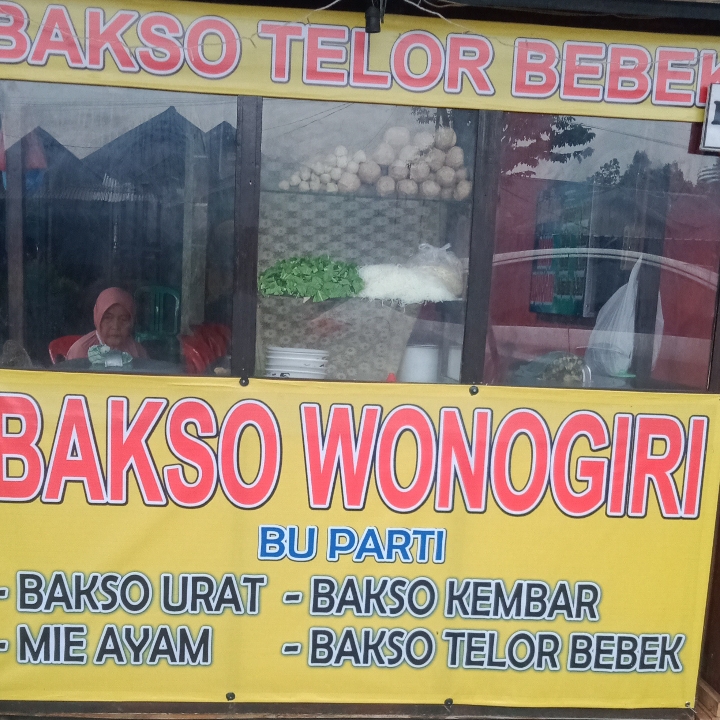 BAKSO TELOR BEBEK
BAKSO WONOGIRI
BU PARTI
- BAKSO URAT - BAKSO KEMBAR
- MIE AYAM - BAKSO TELOR BEBEK